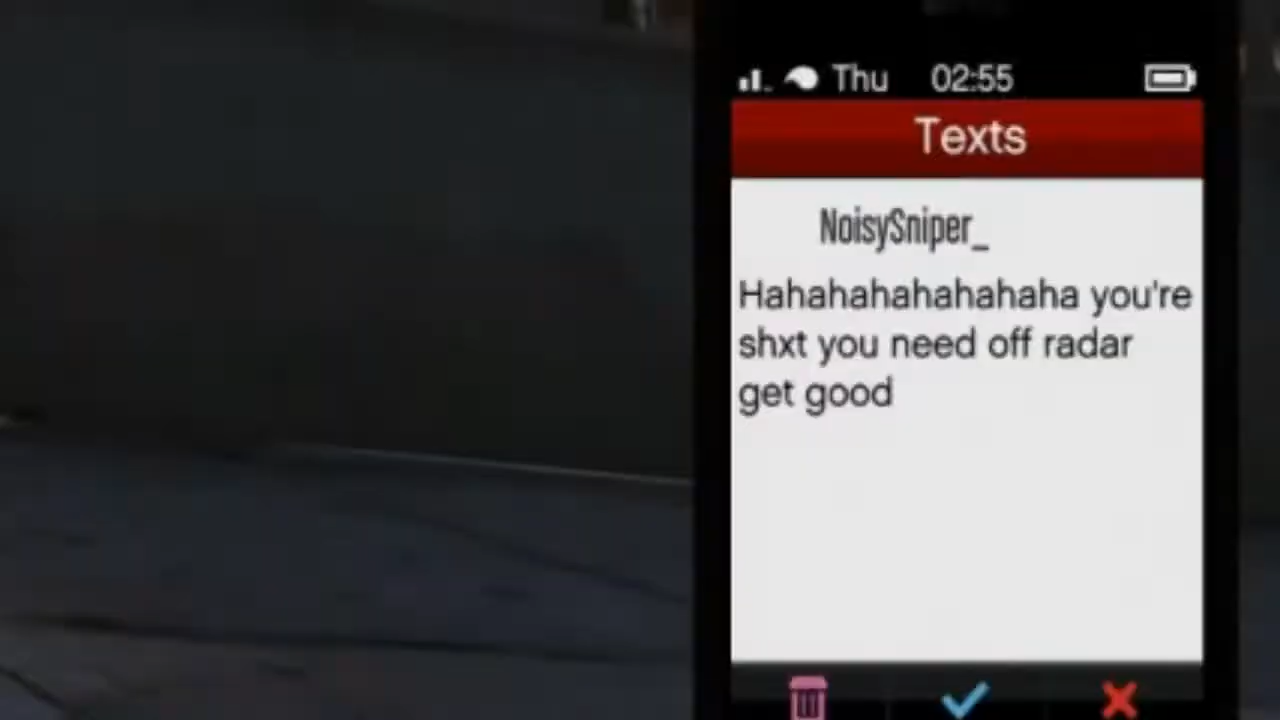 Thu 02:55
Texts
NoisySniper_
Hahahahahahahaha you're
shxt you need off radar
get good